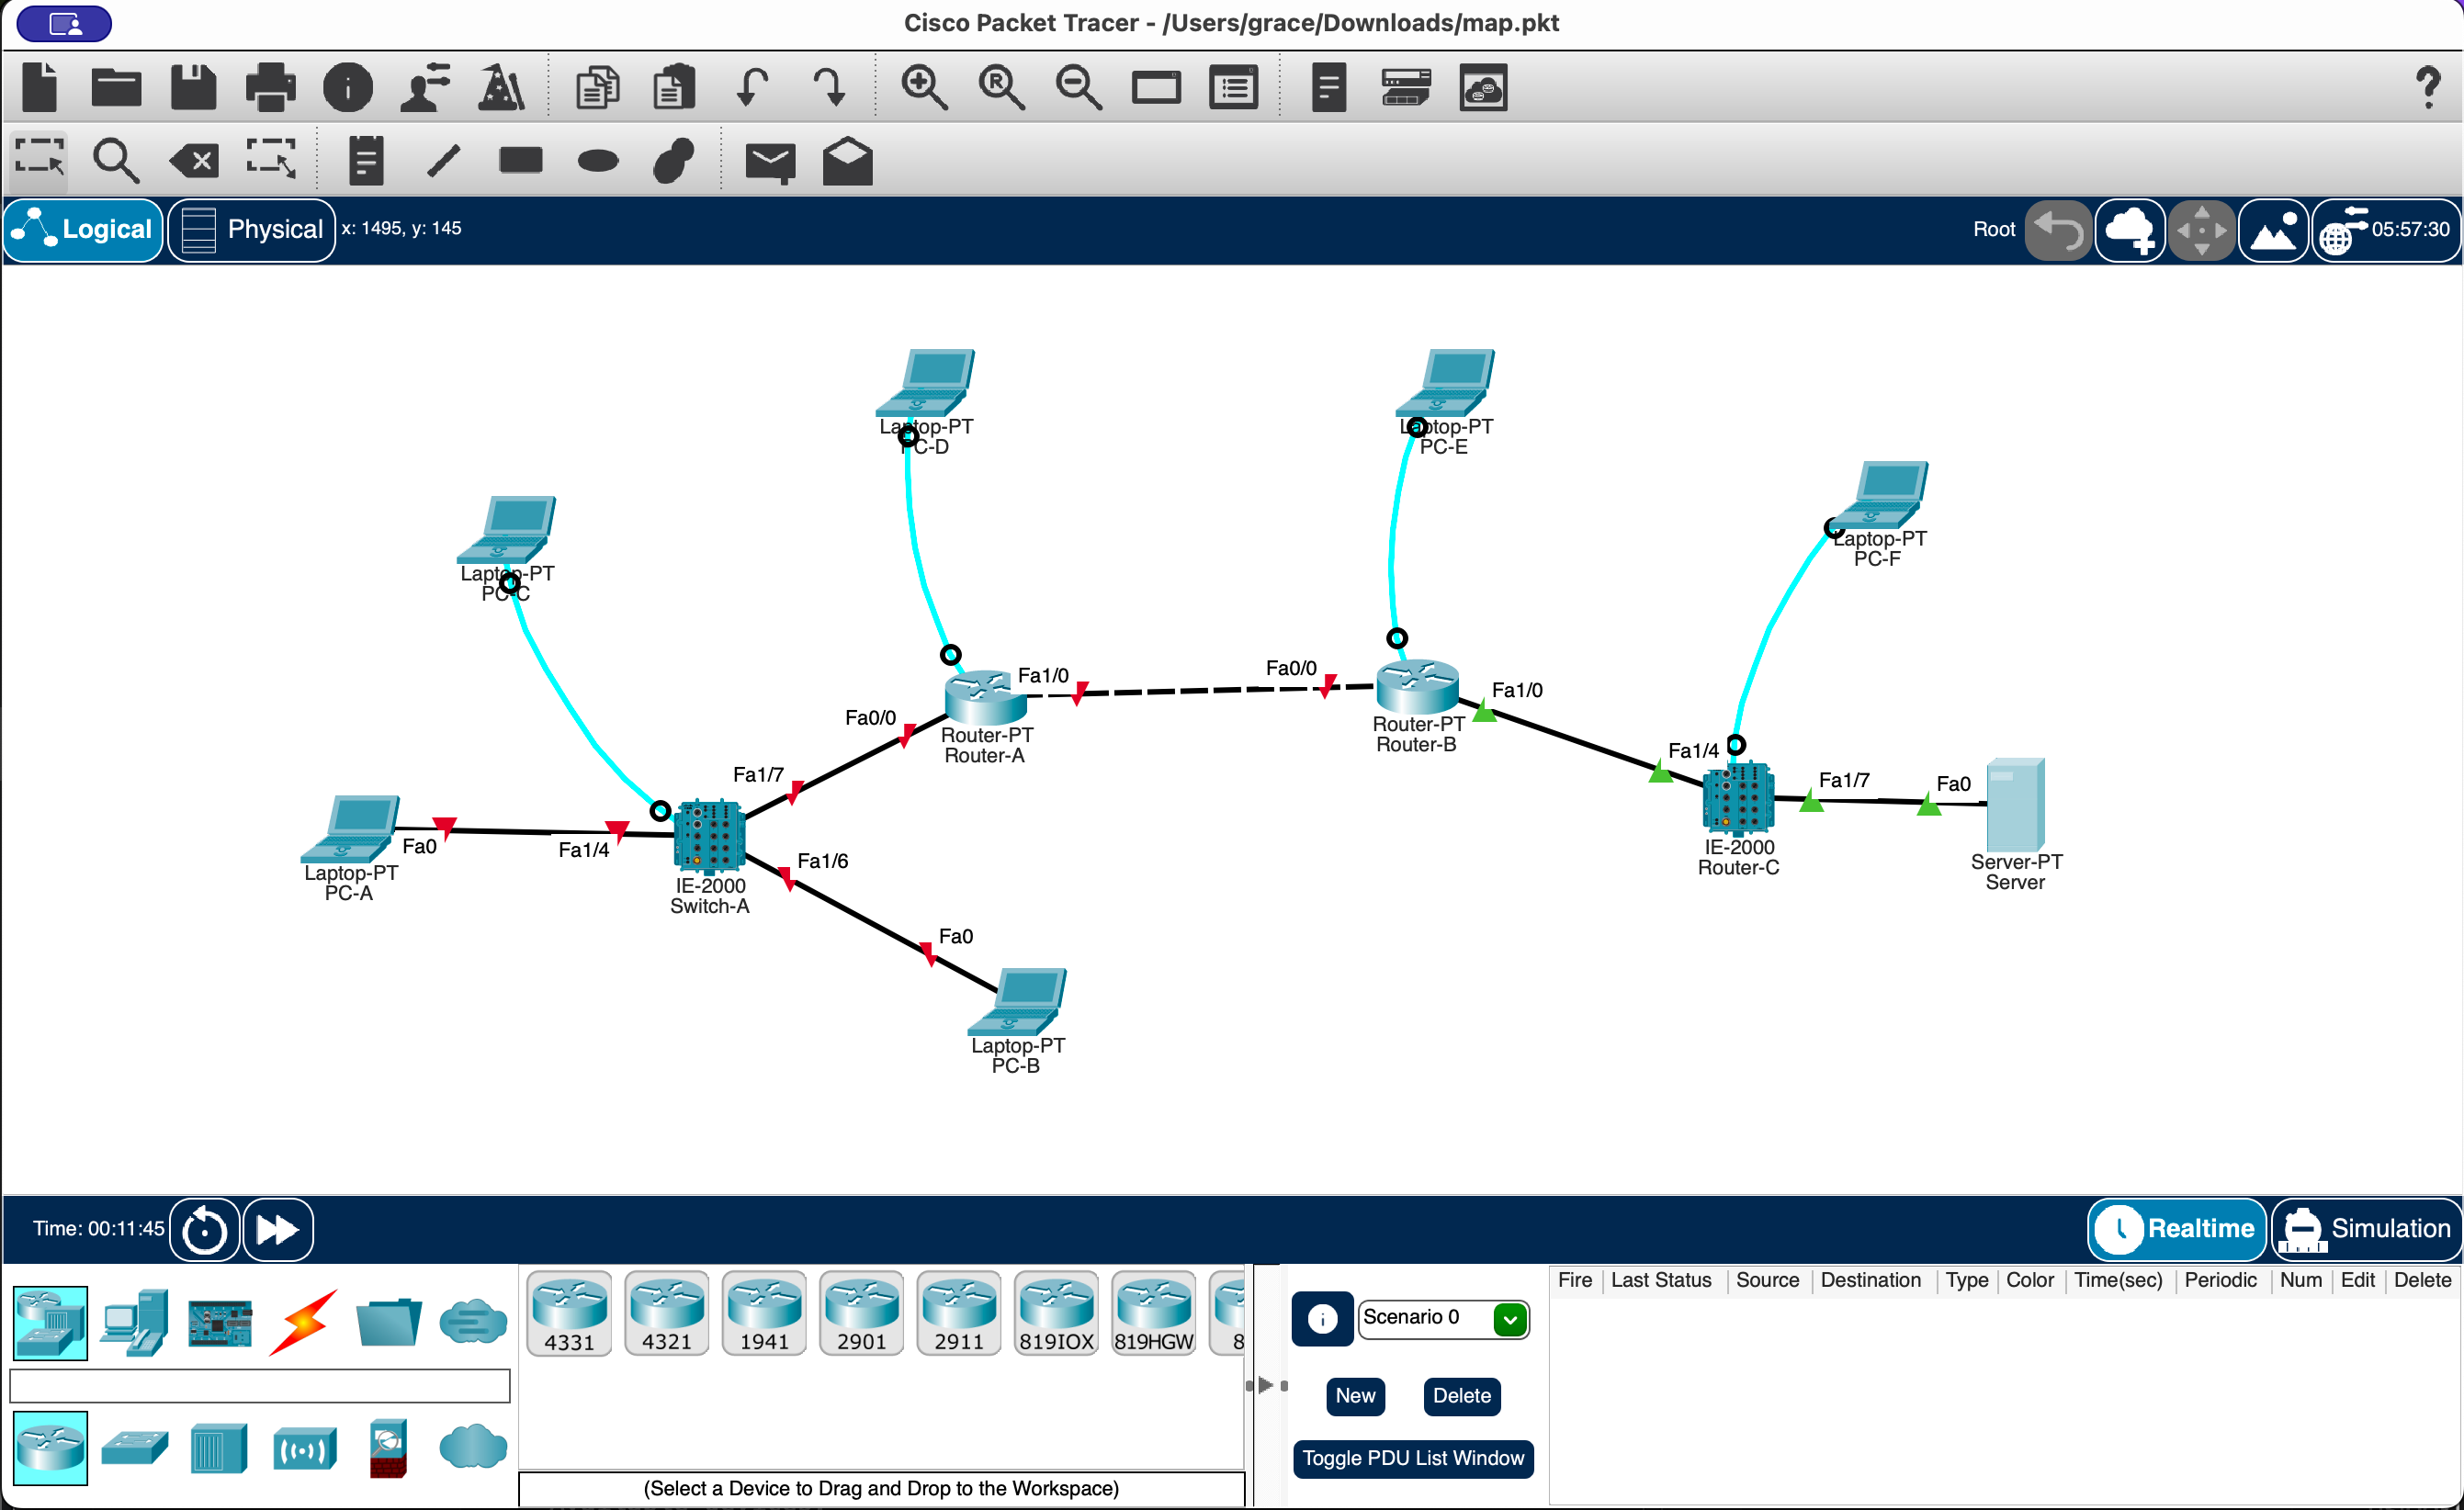 Cisco Packet Tracer - /Users/grace/Downloads/map.pkt
Logical
Physical
x: 1495, y: 145
Root
05:57:30
Laptop-PT
PC-D
Laptop-PT
PC-E
Laptop-PT
PC-F
Laptop-PT
PC-C
Fa1/0
Fa0/0
Fa1/0
Fa0/0
Router-PT
Router-A
Router-PT
Router-B
Fa1/7
Fa1/4
Fa1/7
Fa0
Fa0
Fa1/4
Laptop-PT
PC-A
IE-2000
Switch-A
Fa1/6
IE-2000
Router-C
Server-PT
Server
Fa0
Laptop-PT
PC-B
Time: 00:11:45
Realtime
Simulation
4331
4321
1941
2901
2911
819IOX
819HGW
8
(Select a Device to Drag and Drop to the Workspace)
Scenario 0
New
Delete
Toggle PDU List Window
Fire Last Status Source Destination Type Color Time(sec) Periodic Num Edit Delete